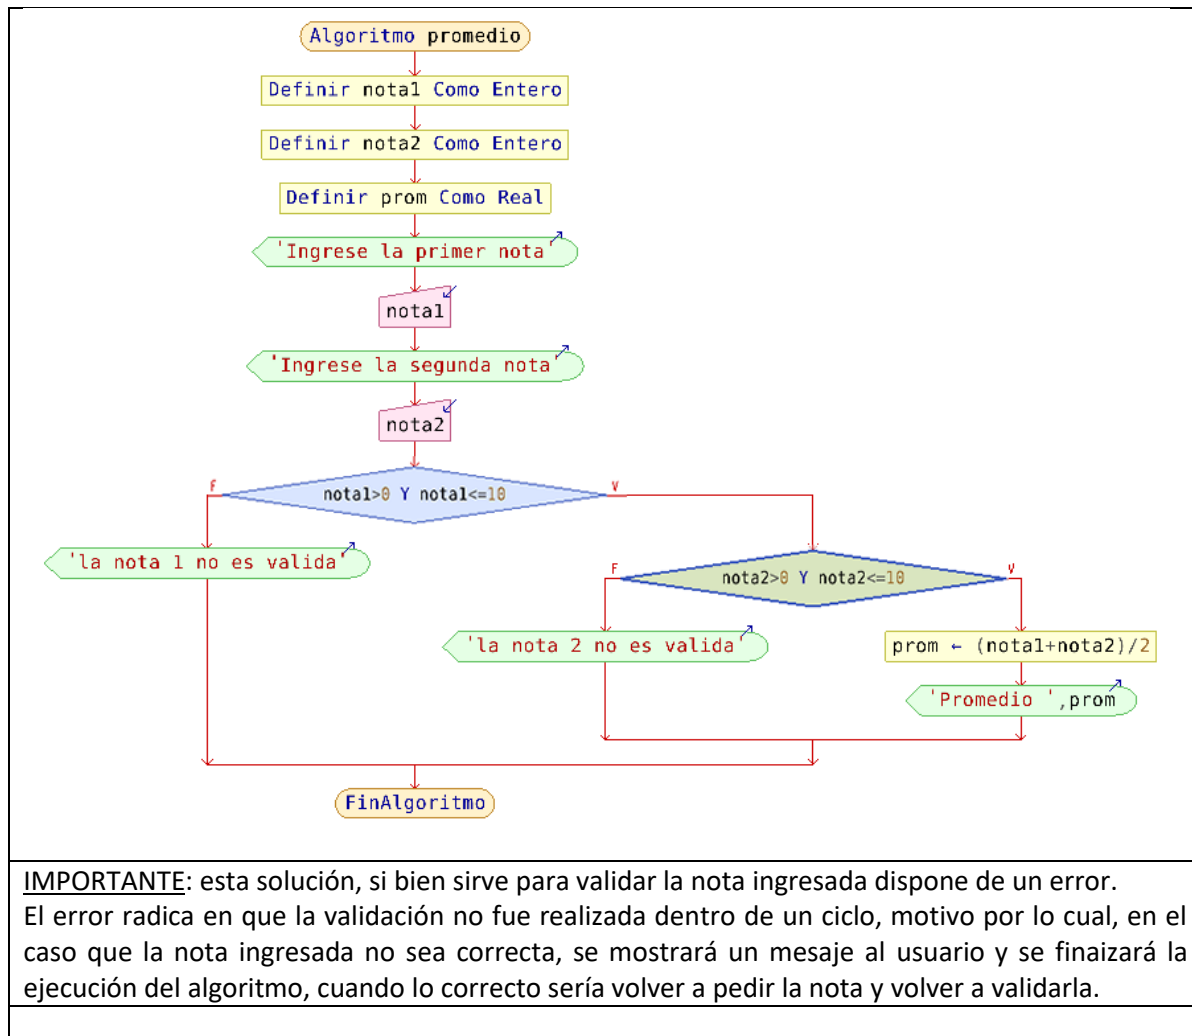 Algoritmo promedio
Definir nota1 Como Entero
Definir nota2 Como Entero
Definir prom Como Real
'Ingrese la primer nota'
nota1
'Ingrese la segunda nota'
nota2
F
nota1>0 Y nota1<=10
V
'la nota 1 no es valida'
F
nota2>0 Y nota2<=10
V
'la nota 2 no es valida'
prom ← (nota1+nota2)/2
'Promedio ',prom
FinAlgoritmo
IMPORTANTE: esta solución, si bien sirve para validar la nota ingresada dispone de un error.
El error radica en que la validación no fue realizada dentro de un ciclo, motivo por lo cual, en el
caso que la nota ingresada no sea correcta, se mostrará un mesaje al usuario y se finaizará la
ejecución del algoritmo, cuando lo correcto sería volver a pedir la nota y volver a validarla.